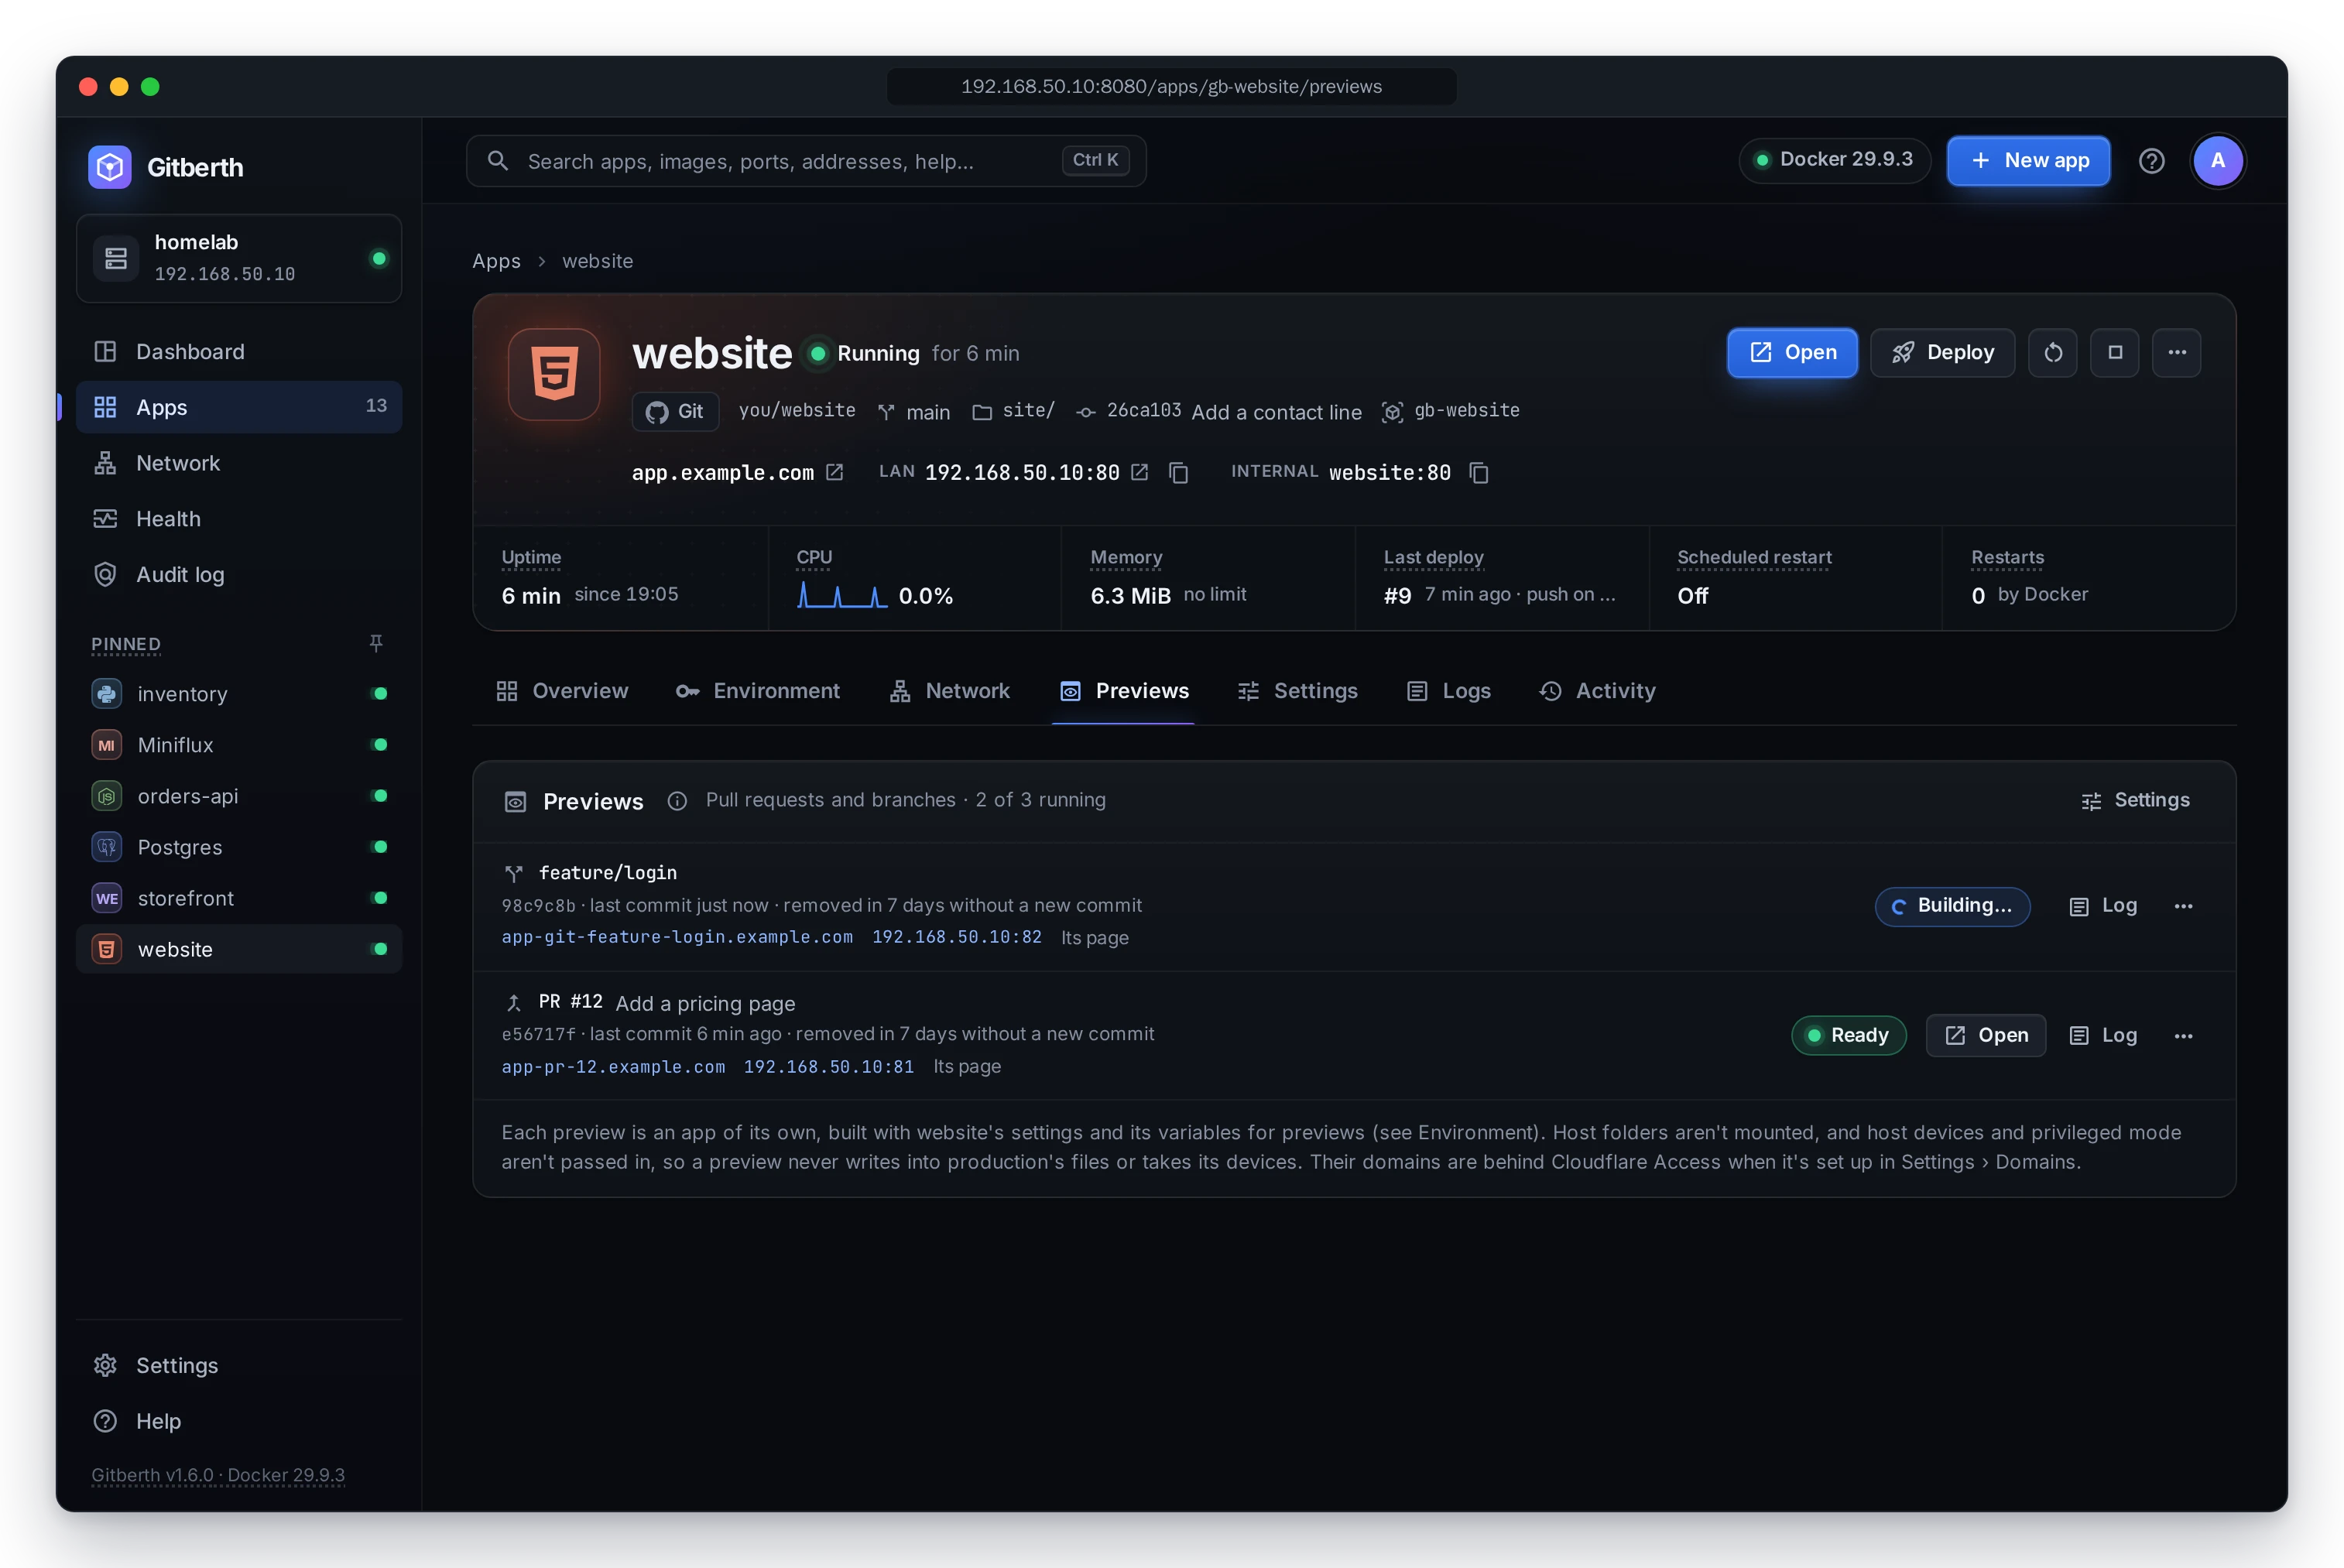 192.168.50.10:8080/apps/gb-website/previews
Gitberth
Search apps, images, ports, addresses, help...
Ctrl K
Docker 29.9.3
New app
A
homelab
192.168.50.10
Dashboard
Apps 13
Network
Health
Audit log
PINNED
inventory
MI Miniflux
JS orders-api
Postgres
WE storefront
5 website
Settings
Help
Gitberth v1.6.0 · Docker 29.9.3
Apps › website
5
website Running for 6 min
Open
Deploy
Git you/website main site/ 26ca103 Add a contact line gb-website
app.example.com LAN 192.168.50.10:80 INTERNAL website:80
Uptime
6 min since 19:05
CPU
0.0%
Memory
6.3 MiB no limit
Last deploy
#9 7 min ago · push on ...
Scheduled restart
Off
Restarts
0 by Docker
Overview Environment Network Previews Settings Logs Activity
Previews Pull requests and branches · 2 of 3 running Settings
feature/login
98c9c8b · last commit just now · removed in 7 days without a new commit
app-git-feature-login.example.com 192.168.50.10:82 Its page
Building... Log
PR #12 Add a pricing page
e56717f · last commit 6 min ago · removed in 7 days without a new commit
app-pr-12.example.com 192.168.50.10:81 Its page
Ready Open Log
Each preview is an app of its own, built with website's settings and its variables for previews (see Environment). Host folders aren't mounted, and host devices and privileged mode
aren't passed in, so a preview never writes into production's files or takes its devices. Their domains are behind Cloudflare Access when it's set up in Settings › Domains.